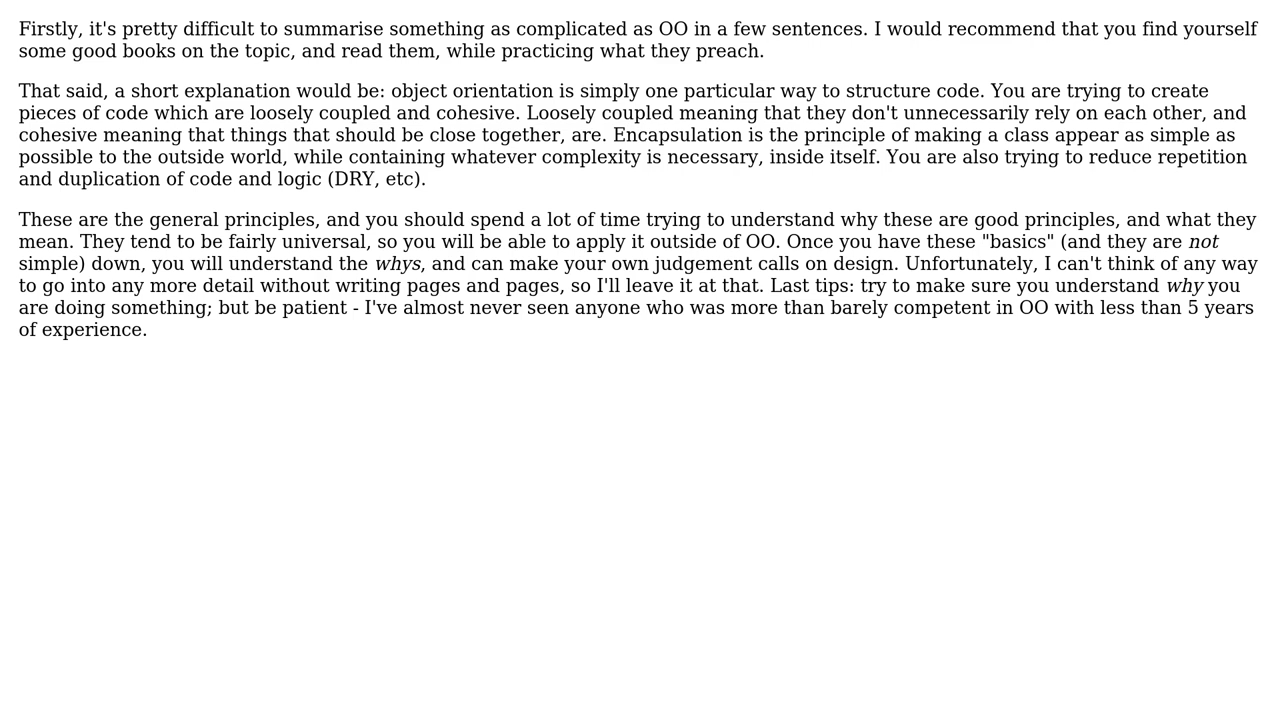 Firstly, it's pretty difficult to summarise something as complicated as OO in a few sentences. I would recommend that you find yourself
some good books on the topic, and read them, while practicing what they preach.
That said, a short explanation would be: object orientation is simply one particular way to structure code. You are trying to create
pieces of code which are loosely coupled and cohesive. Loosely coupled meaning that they don't unnecessarily rely on each other, and
cohesive meaning that things that should be close together, are. Encapsulation is the principle of making a class appear as simple as
possible to the outside world, while containing whatever complexity is necessary, inside itself. You are also trying to reduce repetition
and duplication of code and logic (DRY, etc).
These are the general principles, and you should spend a lot of time trying to understand why these are good principles, and what they
mean. They tend to be fairly universal, so you will be able to apply it outside of OO. Once you have these "basics" (and they are not
simple) down, you will understand the whys, and can make your own judgement calls on design. Unfortunately, I can't think of any way
to go into any more detail without writing pages and pages, so I'll leave it at that. Last tips: try to make sure you understand why you
are doing something; but be patient - I've almost never seen anyone who was more than barely competent in OO with less than 5 years
of experience.